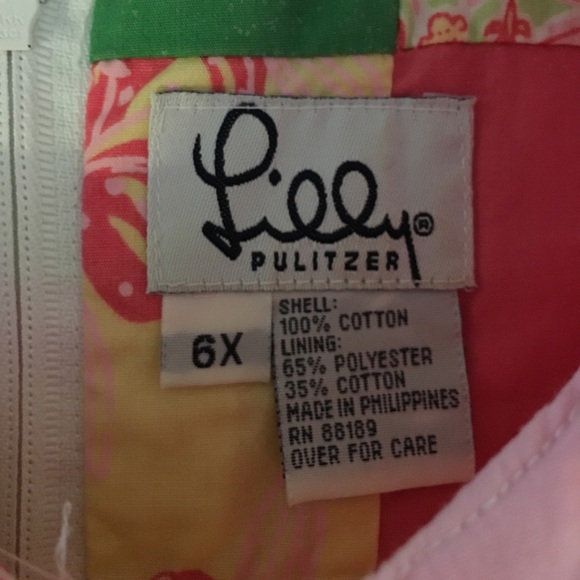 Lilly®
PULITZER
6X
SHELL:
100% COTTON
LINING:
65% POLYESTER
35% COTTON
MADE IN PHILIPPINES
RN 88189
OVER FOR CARE